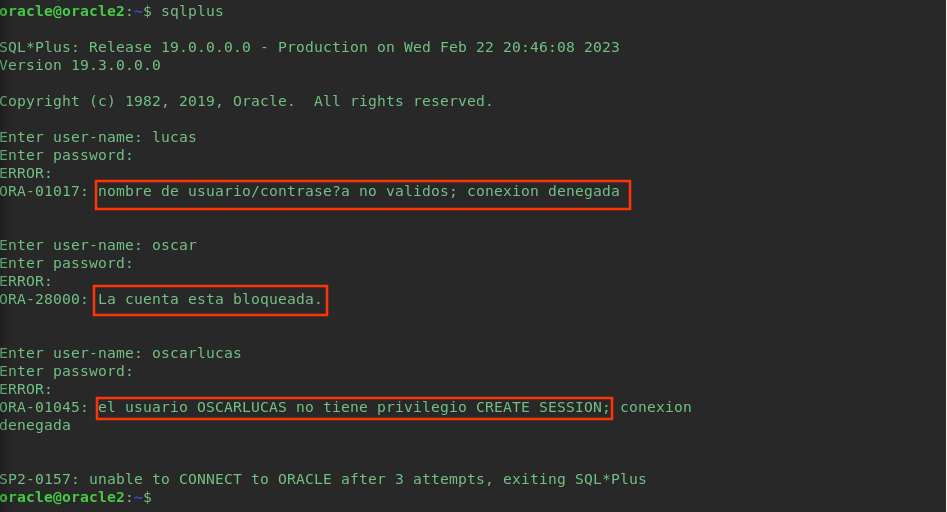 oracle@oracle2:~$ sqlplus
SQL*Plus: Release 19.0.0.0.0 - Production on Wed Feb 22 20:46:08 2023
Version 19.3.0.0.0
Copyright (c) 1982, 2019, Oracle.  All rights reserved.
Enter user-name: lucas
Enter password:
ERROR:
ORA-01017: nombre de usuario/contrase?a no validos; conexion denegada
Enter user-name: oscar
Enter password:
ERROR:
ORA-28000: La cuenta esta bloqueada.
Enter user-name: oscarlucas
Enter password:
ERROR:
ORA-01045: el usuario OSCARLUCAS no tiene privilegio CREATE SESSION; conexion
denegada
SP2-0157: unable to CONNECT to ORACLE after 3 attempts, exiting SQL*Plus
oracle@oracle2:~$